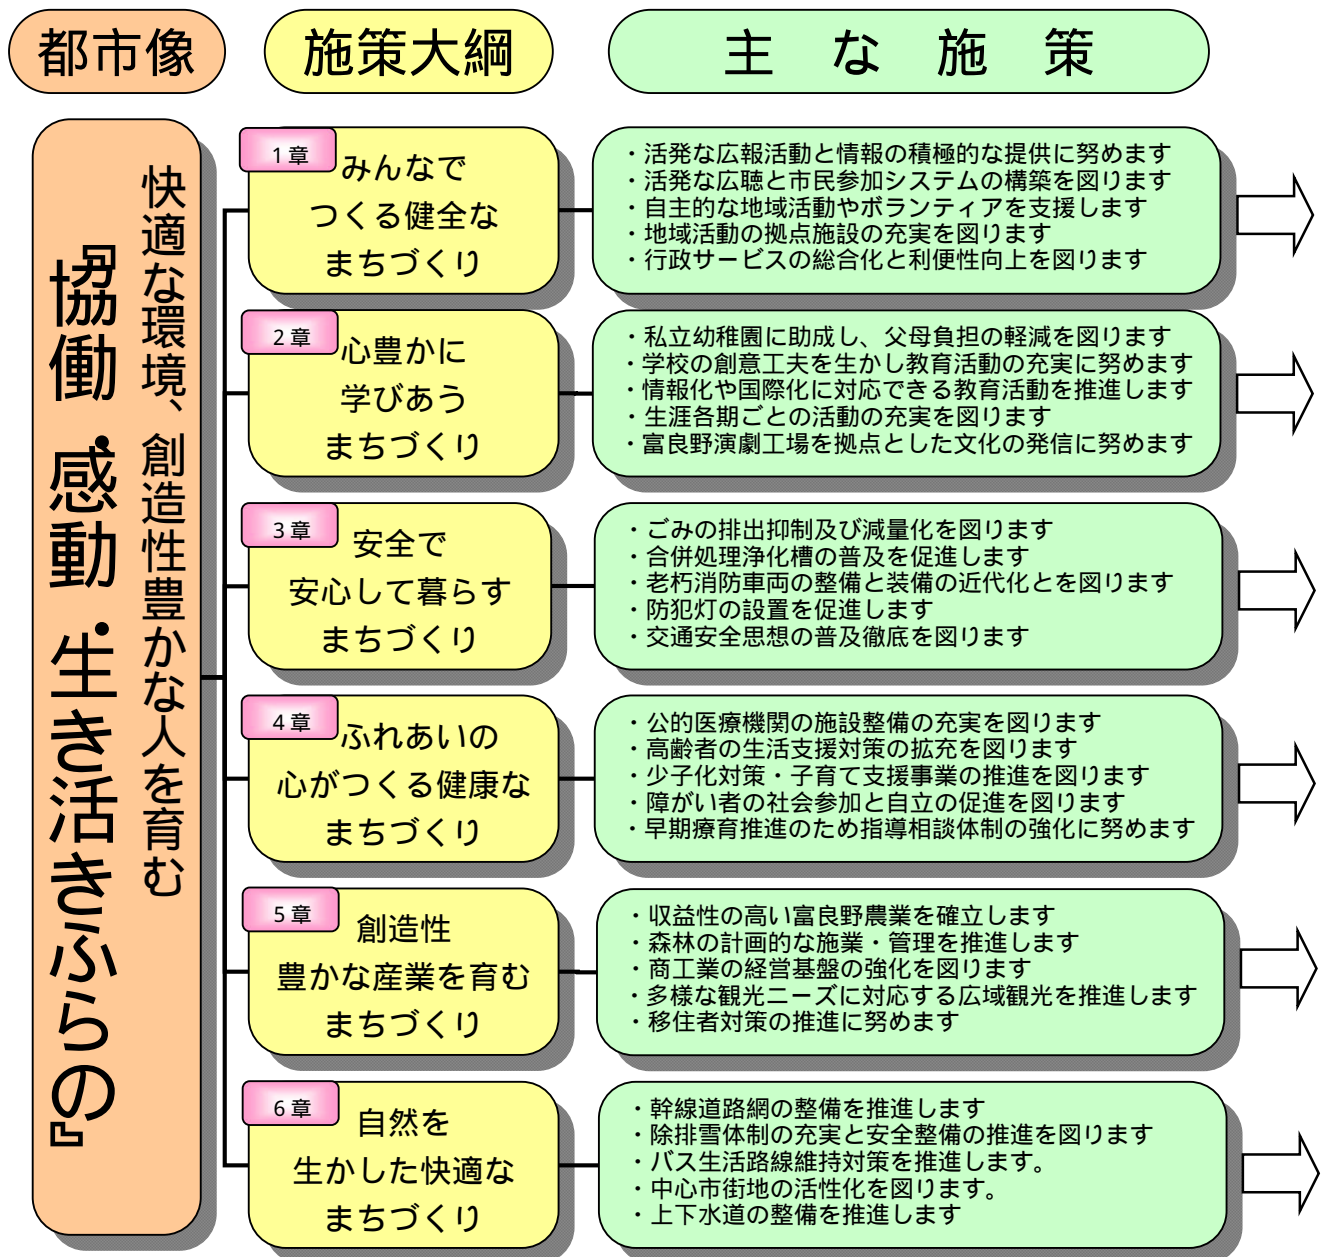 都市像
施策大綱
主な施策
快適な環境、創造性豊かな人を育む
『協働・感動・生き活きふらの』
1章
みんなで
つくる健全な
まちづくり
・活発な広報活動と情報の積極的な提供に努めます
・活発な広聴と市民参加システムの構築を図ります
・自主的な地域活動やボランティアを支援します
・地域活動の拠点施設の充実を図ります
・行政サービスの総合化と利便性向上を図ります
2章
心豊かに
学びあう
まちづくり
・私立幼稚園に助成し、父母負担の軽減を図ります
・学校の創意工夫を生かし教育活動の充実に努めます
・情報化や国際化に対応できる教育活動を推進します
・生涯各期ごとの活動の充実を図ります
・富良野演劇工場を拠点とした文化の発信に努めます
3章
安全で
安心して暮らす
まちづくり
・ごみの排出抑制及び減量化を図ります
・合併処理浄化槽の普及を促進します
・老朽消防車両の整備と装備の近代化とを図ります
・防犯灯の設置を促進します
・交通安全思想の普及徹底を図ります
4章
ふれあいの
心がつくる健康な
まちづくり
・公的医療機関の施設整備の充実を図ります
・高齢者の生活支援対策の拡充を図ります
・少子化対策・子育て支援事業の推進を図ります
・障がい者の社会参加と自立の促進を図ります
・早期療育推進のため指導相談体制の強化に努めます
5章
創造性
豊かな産業を育む
まちづくり
・収益性の高い富良野農業を確立します
・森林の計画的な施業・管理を推進します
・商工業の経営基盤の強化を図ります
・多様な観光ニーズに対応する広域観光を推進します
・移住者対策の推進に努めます
6章
自然を
生かした快適な
まちづくり
・幹線道路網の整備を推進します
・除排雪体制の充実と安全整備の推進を図ります
・バス生活路線維持対策を推進します。
・中心市街地の活性化を図ります。
・上下水道の整備を推進します